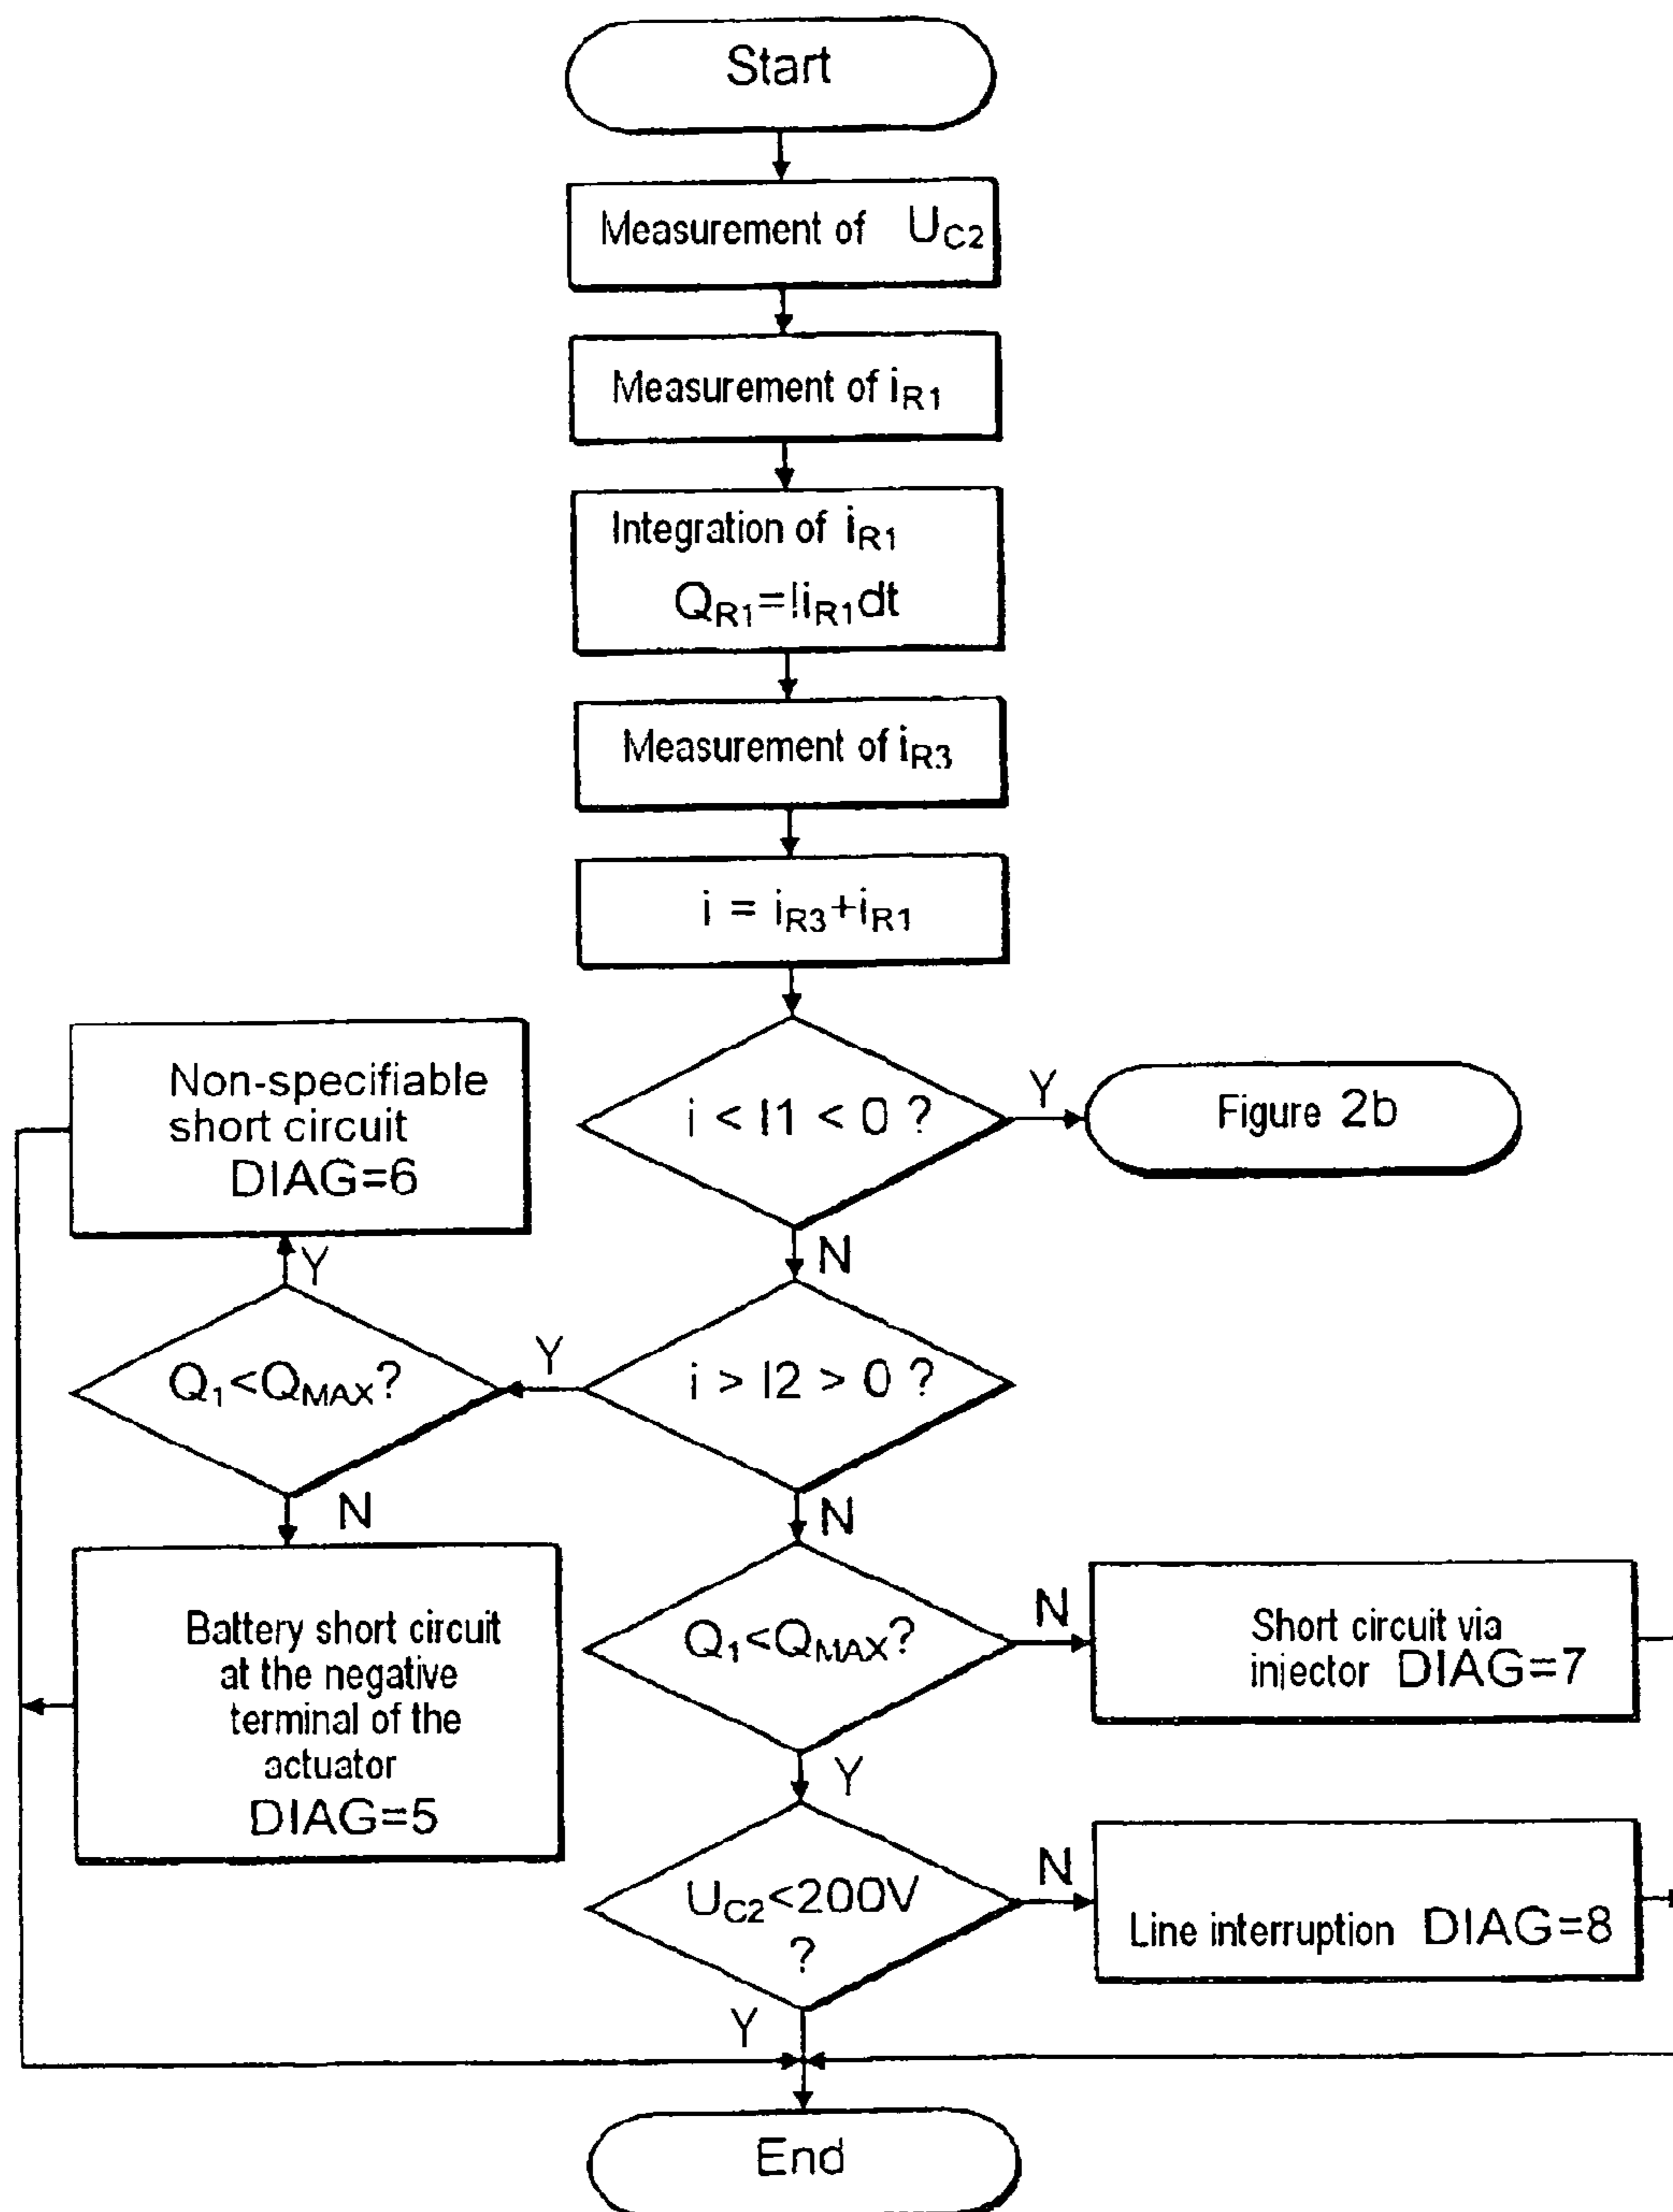 Start
Measurement of U_C2
Measurement of i_R1
Integration of i_R1
Q_R1=|i_R1dt
Measurement of i_R3
i = i_R3+i_R1
i < I1 < 0 ?
Y
Figure 2b
N
Non-specifiable
short circuit
DIAG=6
Y
Q_1<Q_MAX?
Y
i > I2 > 0 ?
N
N
Battery short circuit
at the negative
terminal of the
actuator
DIAG=5
Q_1<Q_MAX?
N
Short circuit via
injector DIAG=7
Y
U_C2<200V
?
N
Line interruption DIAG=8
Y
End